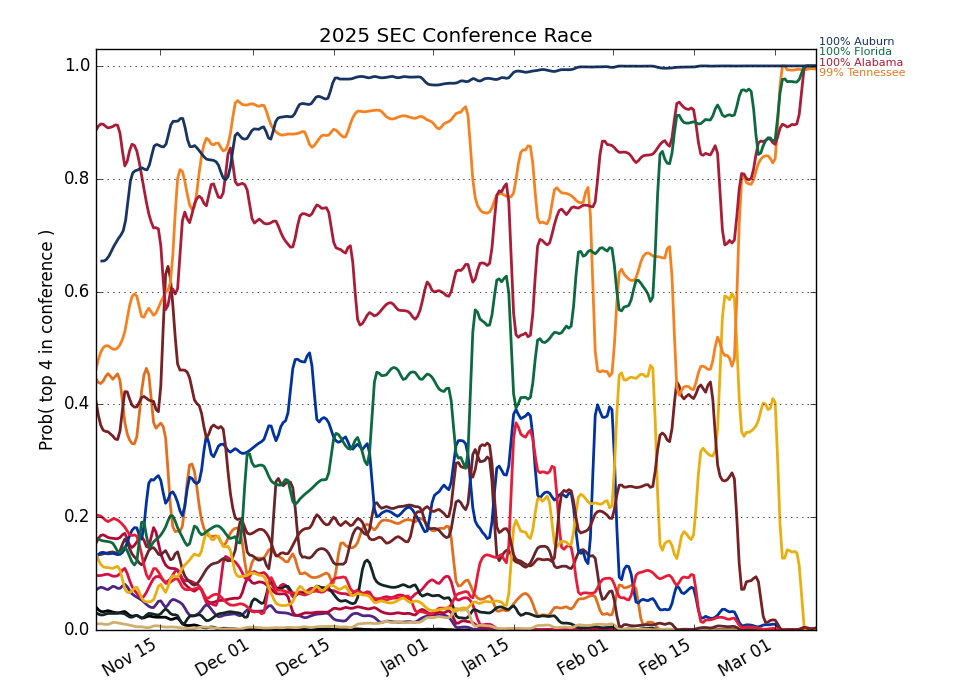 2025 SEC Conference Race
100% Auburn
100% Florida
100% Alabama
99% Tennessee
Prob( top 4 in conference )
1.0
0.8
0.6
0.4
0.2
0.0
Nov 15
Dec 01
Dec 15
Jan 01
Jan 15
Feb 01
Feb 15
Mar 01